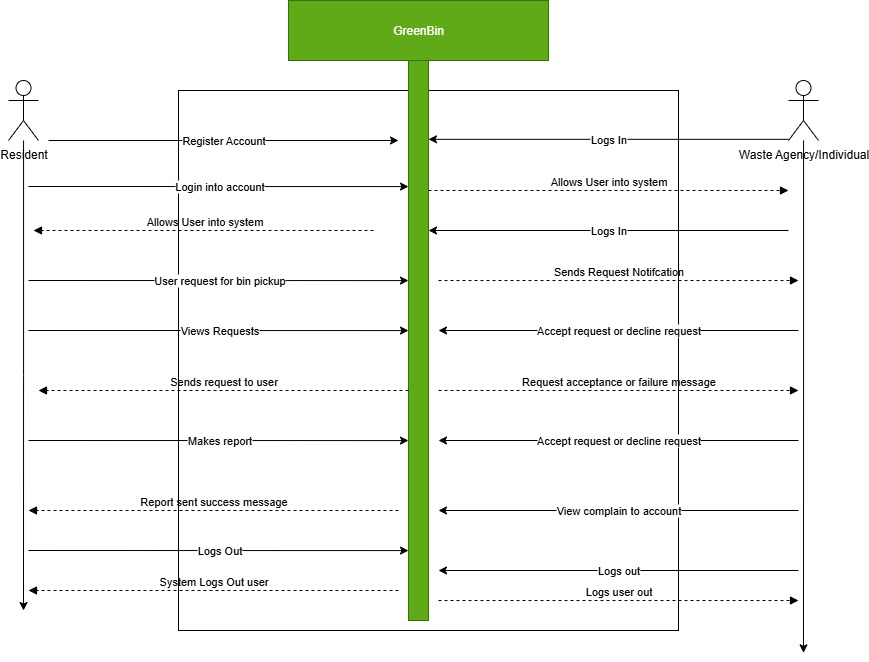 GreenBin
Resident
Waste Agency/Individual
Register Account
Logs In
Login into account
Allows User into system
Allows User into system
Logs In
User request for bin pickup
Sends Request Notifcation
Views Requests
Accept request or decline request
Sends request to user
Request acceptance or failure message
Makes report
Accept request or decline request
Report sent success message
View complain to account
Logs Out
Logs out
System Logs Out user
Logs user out